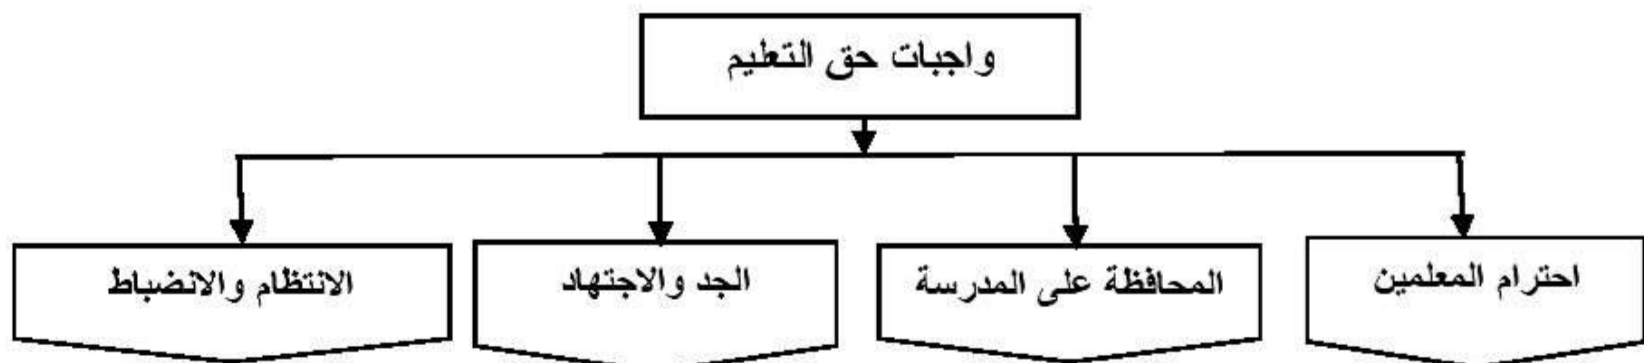 واجبات حق التعليم
احترام المعلمين
المحافظة على المدرسة
الجد والاجتهاد
الانتظام والانضباط